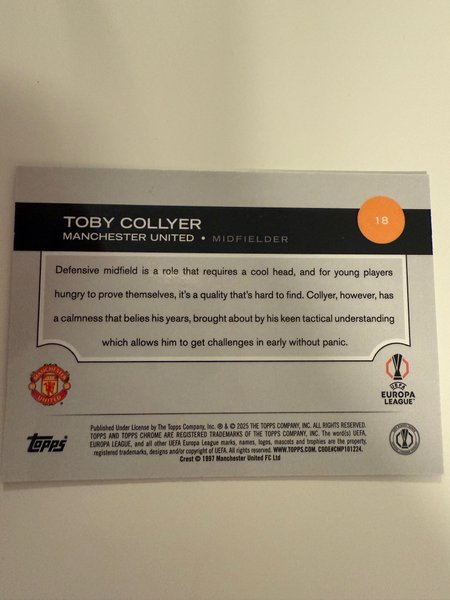 18
TOBY COLLYER
MANCHESTER UNITED • MIDFIELDER
Defensive midfield is a role that requires a cool head, and for young players
hungry to prove themselves, it's a quality that's hard to find. Collyer, however, has
a calmness that belies his years, brought about by his keen tactical understanding
which allows him to get challenges in early without panic.
MANCHESTER
UNITED
UEFA
EUROPA
LEAGUE™
topps
Published Under License by The Topps Company, Inc. ® & © 2025 THE TOPPS COMPANY, INC. ALL RIGHTS RESERVED.
TOPPS AND TOPPS CHROME ARE REGISTERED TRADEMARKS OF THE TOPPS COMPANY, INC. The word(s) UEFA,
EUROPA LEAGUE, and all other UEFA Europa League marks, names, logos, mascots and trophies are the property,
registered trademarks, designs and/or copyright of UEFA. All rights reserved. WWW.TOPPS.COM. CODE#CMP101224.
Crest © 1997 Manchester United FC Ltd